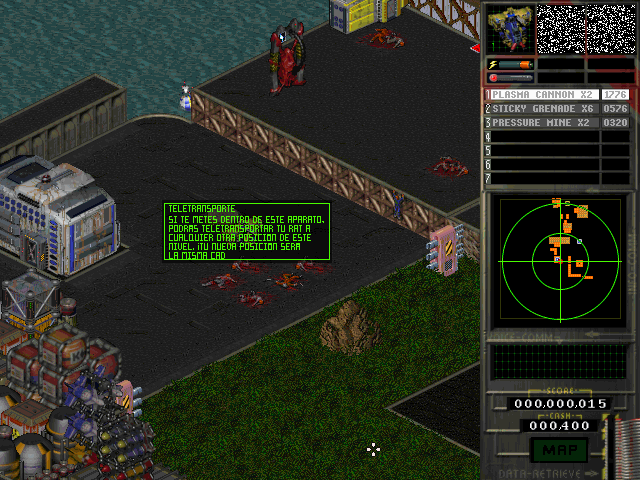 1 PLASMA CANNON X2 1776
2 STICKY GRENADE X6 0576
3 PRESSURE MINE X2 0320
4
5
6
7
TELETRANSPORTE
SI TE METES DENTRO DE ESTE APARATO,
PODRAS TELETRANSPORTAR TU RAT A
CUALQUIER OTRA POSICION DE ESTE
NIVEL. ¡TU NUEVA POSICION SERA
LA MISMA CAD
SCORE
000,000,015
CASH
000,400
MAP
DATA-RETRIEVE